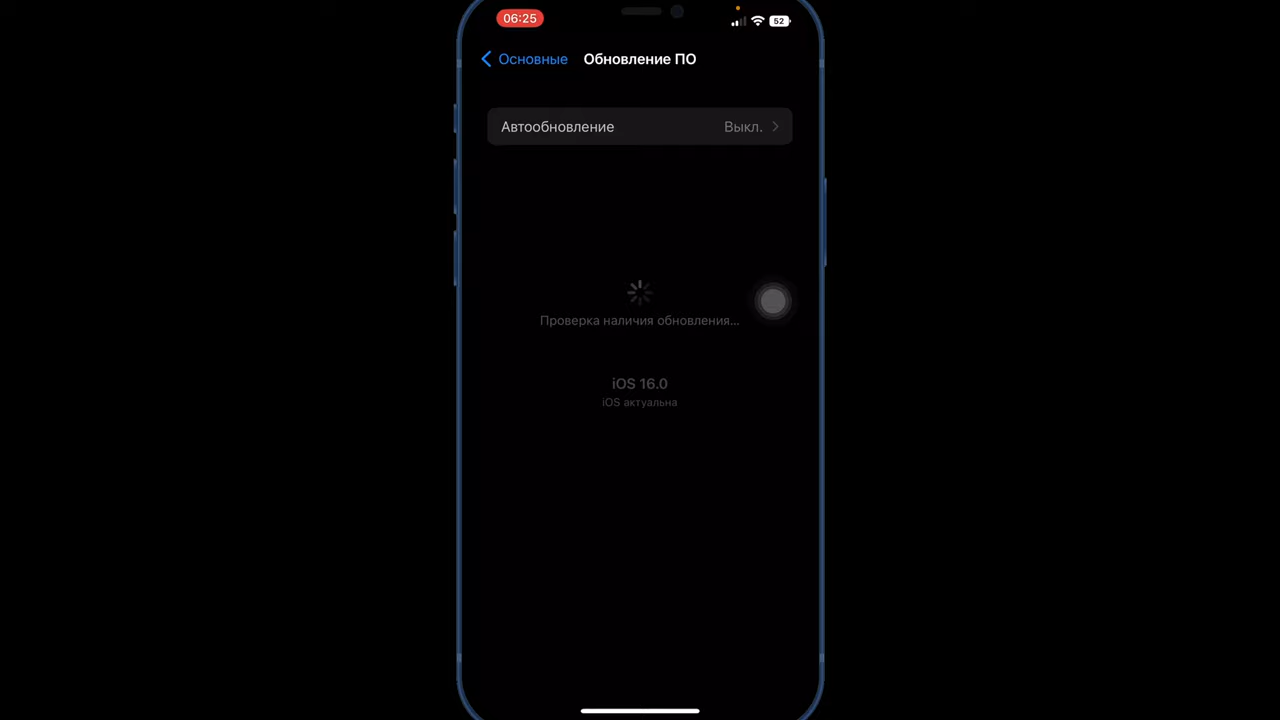 06:25
52
Основные
Обновление ПО
Автообновление
Выкл.
Проверка наличия обновления...
iOS 16.0
iOS актуальна